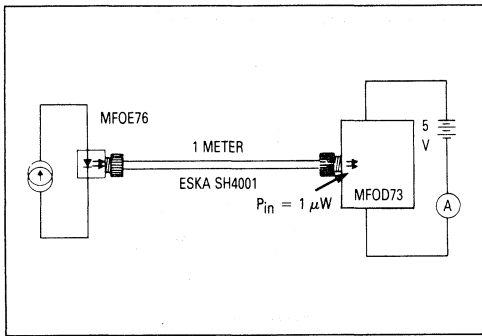 MFOE76
1 METER
ESKA SH4001
P_in = 1 μW
MFOD73
5
V
A